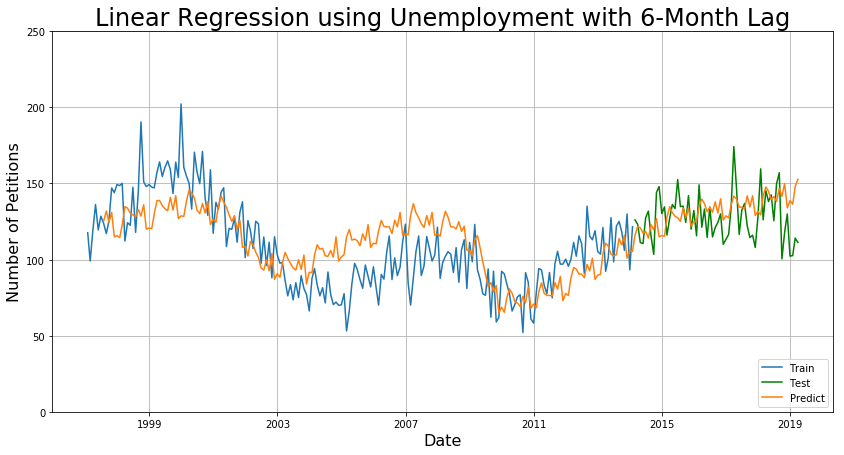 Linear Regression using Unemployment with 6-Month Lag
250
200
150
100
50
0
Number of Petitions
1999
2003
2007
2011
2015
2019
Date
Train
Test
Predict